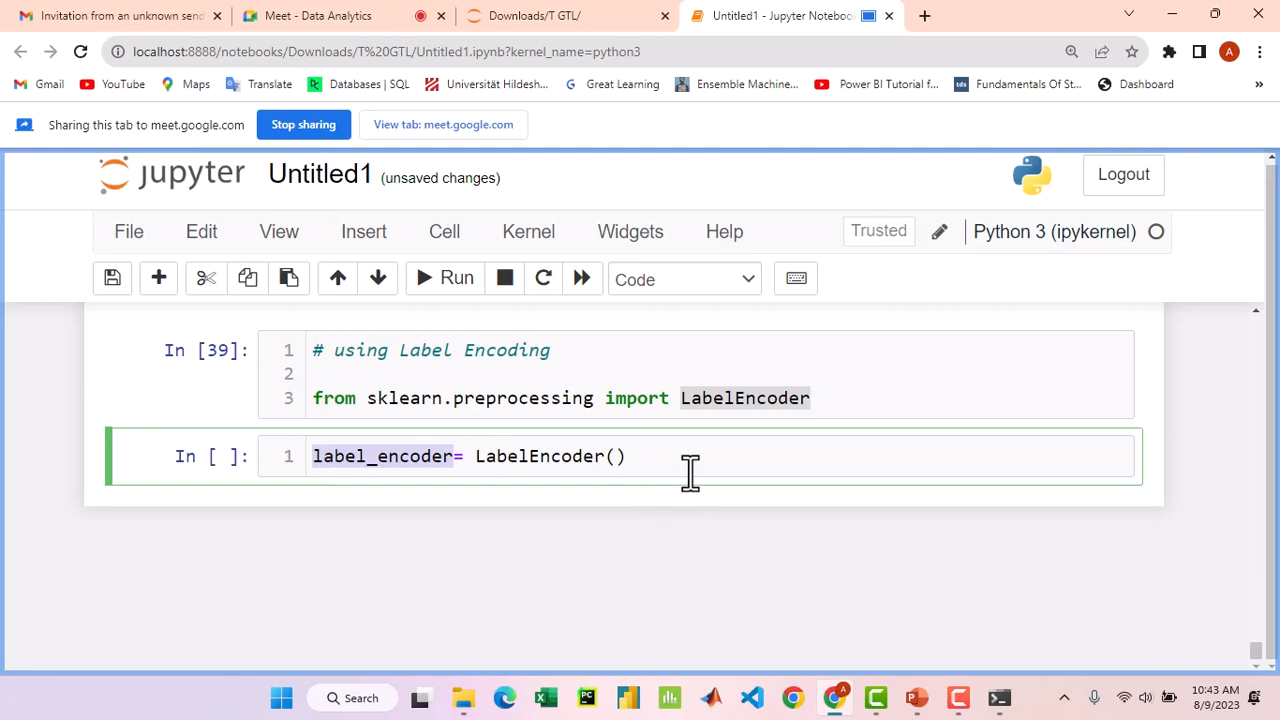 Invitation from an unknown send
Meet - Data Analytics
Downloads/T GTL/
Untitled1 - Jupyter Noteboo
localhost:8888/notebooks/Downloads/T%20GTL/Untitled1.ipynb?kernel_name=python3
A
Gmail
YouTube
Maps
Translate
Databases | SQL
Universität Hildesh...
Great Learning
Ensemble Machine...
Power BI Tutorial f...
tds Fundamentals Of St...
Dashboard
»
Sharing this tab to meet.google.com
Stop sharing
View tab: meet.google.com
jupyter Untitled1 (unsaved changes)
Logout
File Edit View Insert Cell Kernel Widgets Help
Trusted
Python 3 (ipykernel)
Run
Code
In [39]:
1 # using Label Encoding
2
3 from sklearn.preprocessing import LabelEncoder
In [ ]:
1 label_encoder= LabelEncoder()
Search
10:43 AM
8/9/2023